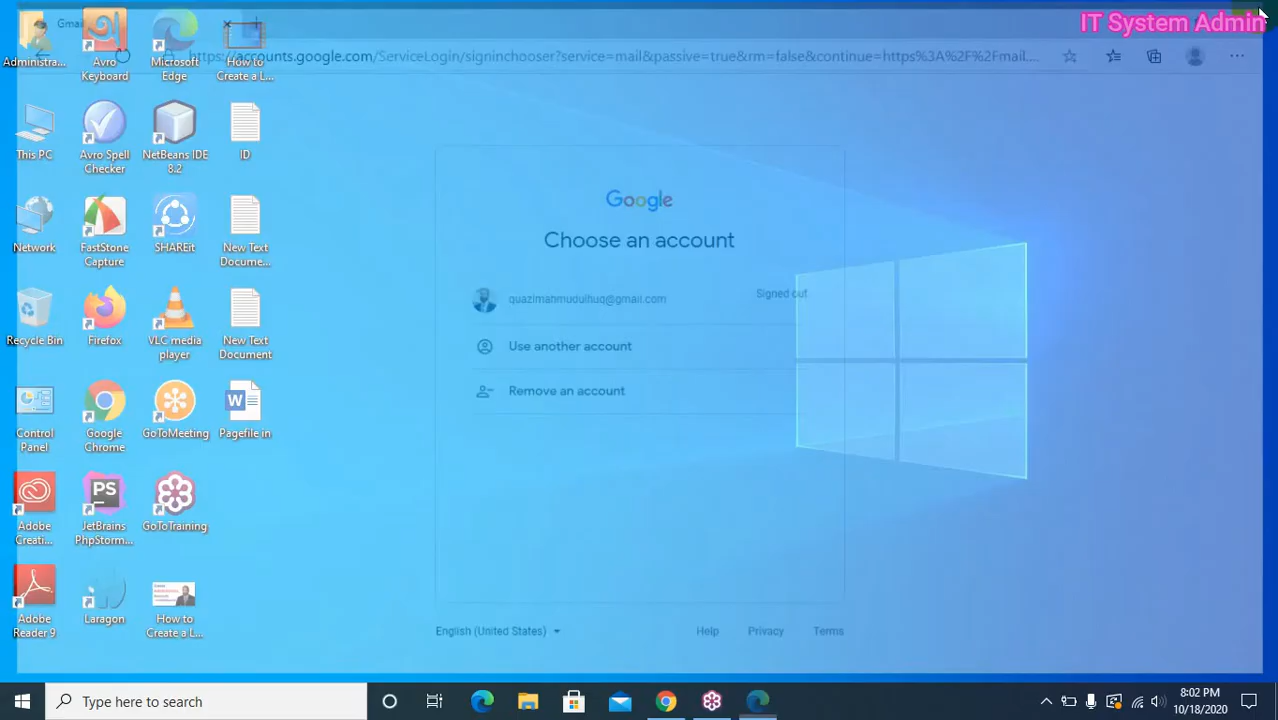 IT System Admin
Gmai
https://accounts.google.com/ServiceLogin/signinchooser?service=mail&passive=true&rm=false&continue=https%3A%2F%2Fmail....
Administra...
Avro
Keyboard
Microsoft
Edge
How to
Create a L...
This PC
Avro Spell
Checker
NetBeans IDE
8.2
ID
Network
FastStone
Capture
SHAREit
New Text
Docume...
Recycle Bin
Firefox
VLC media
player
New Text
Document
Control
Panel
Google
Chrome
GoToMeeting
W
Pagefile in
Adobe
Creati...
PS
JetBrains
PhpStorm...
GoToTraining
Adobe
Reader 9
Laragon
How to
Create a L...
Google
Choose an account
quazimahmudulhuq@gmail.com
Signed out
Use another account
Remove an account
English (United States)
Help
Privacy
Terms
Type here to search
8:02 PM
10/18/2020